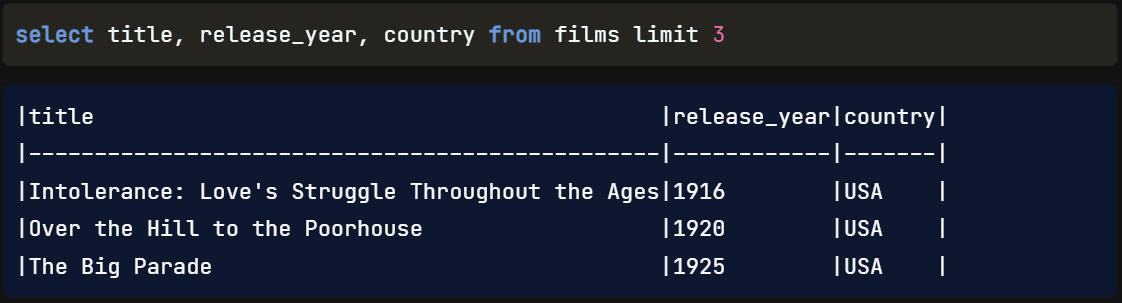 select title, release_year, country from films limit 3
|title                                           |release_year|country|
|------------------------------------------------|------------|-------|
|Intolerance: Love's Struggle Throughout the Ages|1916        |USA    |
|Over the Hill to the Poorhouse                  |1920        |USA    |
|The Big Parade                                  |1925        |USA    |